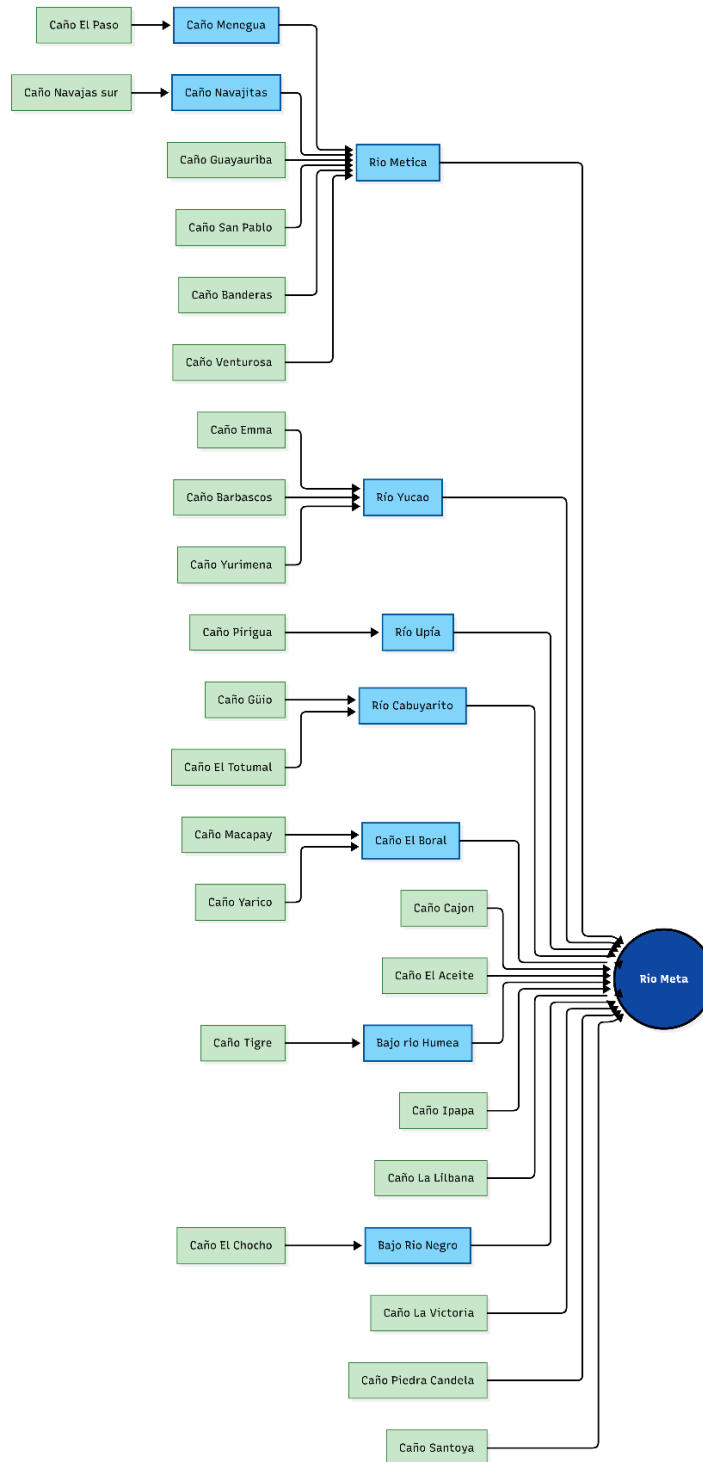 Caño El Paso
Caño Menegua
Caño Navajas sur
Caño Navajitas
Caño Guayauriba
Río Metica
Caño San Pablo
Caño Banderas
Caño Venturosa
Caño Emma
Caño Barbascos
Río Yucao
Caño Yurimena
Caño Pirigua
Río Upía
Caño Güio
Río Cabuyarito
Caño El Totumal
Caño Macapay
Caño El Boral
Caño Yarico
Caño Cajon
Caño El Aceite
Río Meta
Caño Tigre
Bajo rio Humea
Caño Ipapa
Caño La Lilbana
Caño El Chocho
Bajo Rio Negro
Caño La Victoria
Caño Piedra Candela
Caño Santoya